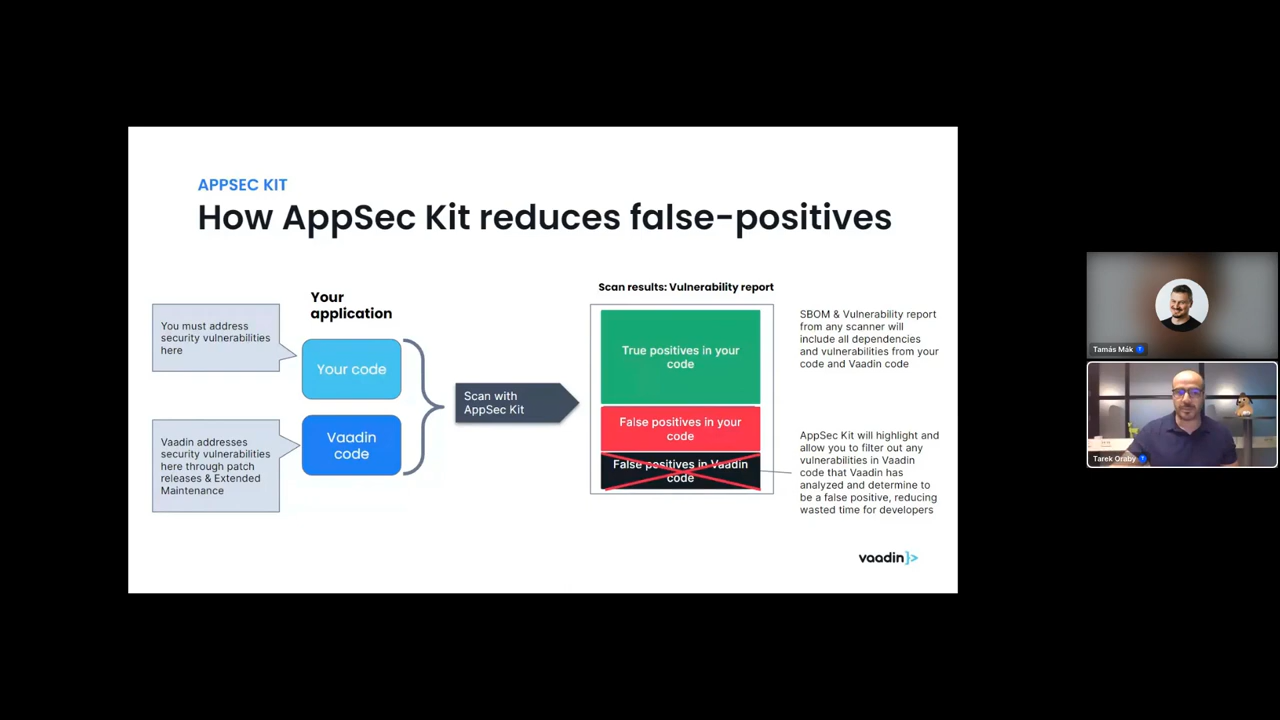 APPSEC KIT
How AppSec Kit reduces false-positives
You must address
security vulnerabilities
here
Vaadin addresses
security vulnerabilities
here through patch
releases & Extended
Maintenance
Your
application
Your code
Vaadin
code
Scan with
AppSec Kit
Scan results: Vulnerability report
True positives in your
code
False positives in your
code
False positives in Vaadin
code
SBOM & Vulnerability report
from any scanner will
include all dependencies
and vulnerabilities from your
code and Vaadin code
AppSec Kit will highlight and
allow you to filter out any
vulnerabilities in Vaadin
code that Vaadin has
analyzed and determine to
be a false positive, reducing
wasted time for developers
vaadin}>
Tamás Mák
Tarek Oraby